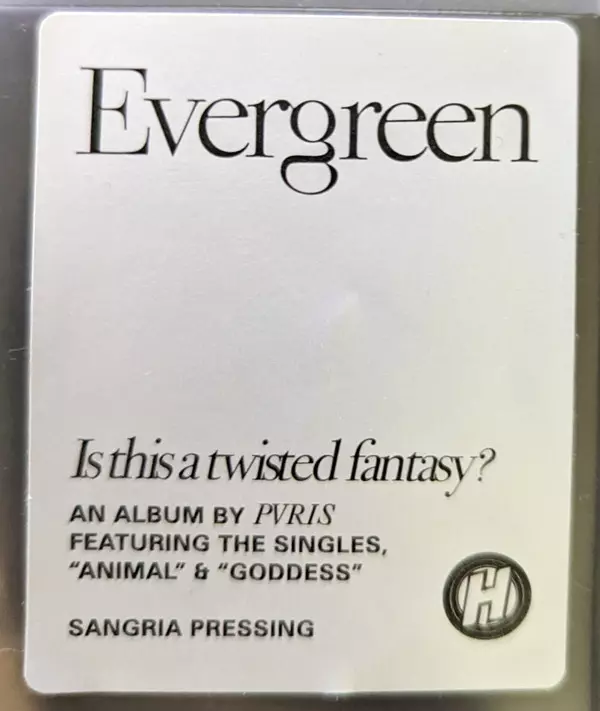 Evergreen
Is this a twisted fantasy?
AN ALBUM BY PVRIS
FEATURING THE SINGLES,
"ANIMAL" & "GODDESS"
H
SANGRIA PRESSING